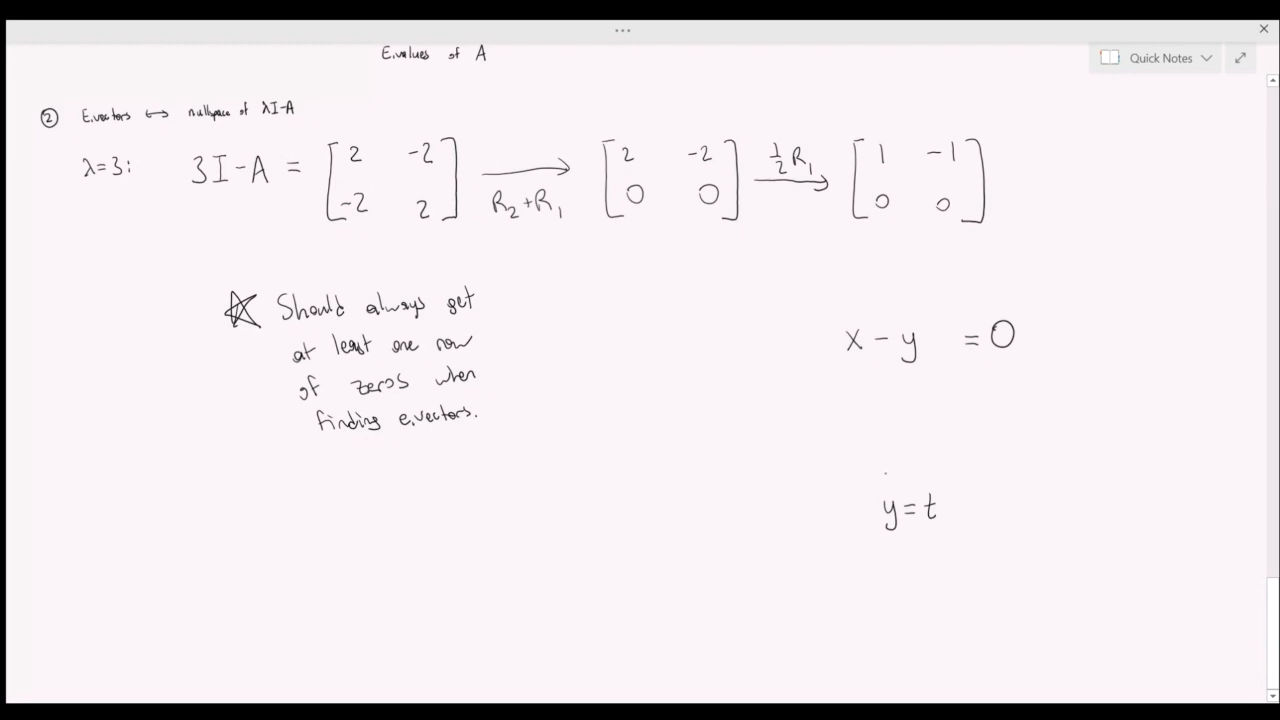 E.values of A
Quick Notes
② E.vectors ↔ nullspace of λI-A
λ=3: 3I-A = [2 -2; -2 2] → R₂+R₁ [2 0; -2 0] → ½R₁ [1 -1; 0 0]
☆ Should always get
at least one row
of zeros when
finding e.vectors.
x - y = 0
y = t